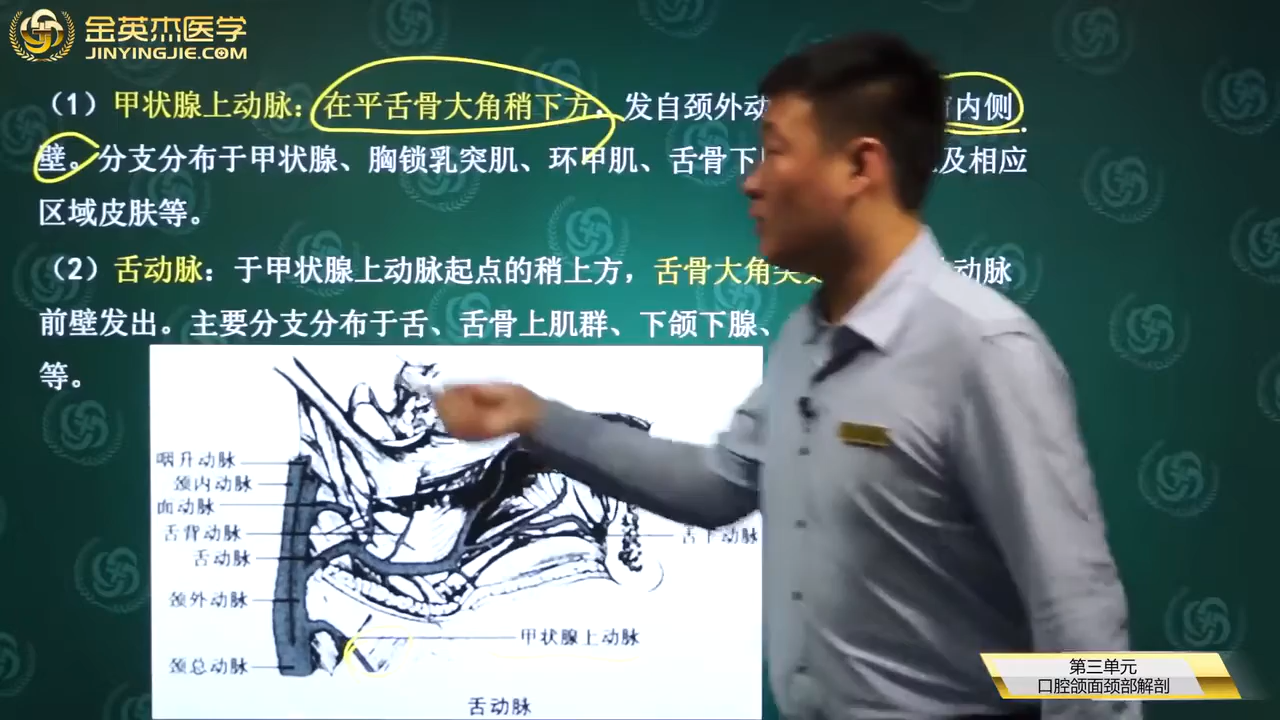 金英杰医学
JINYINGJIE.COM
（1）甲状腺上动脉：在平舌骨大角稍下方，发自颈外动 内侧
壁。分支分布于甲状腺、胸锁乳突肌、环甲肌、舌骨下 及相应
区域皮肤等。
（2）舌动脉：于甲状腺上动脉起点的稍上方，舌骨大角尖 动脉
前壁发出。主要分支分布于舌、舌骨上肌群、下颌下腺、
等。
咽升动脉
颈内动脉
面动脉
舌背动脉
舌动脉
舌下动脉
颈外动脉
甲状腺上动脉
颈总动脉
舌动脉
第三单元
口腔颌面颈部解剖